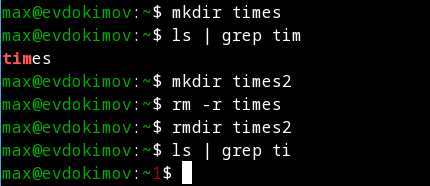 max@evdokimov:~$ mkdir times
max@evdokimov:~$ ls | grep tim
times
max@evdokimov:~$ mkdir times2
max@evdokimov:~$ rm -r times
max@evdokimov:~$ rmdir times2
max@evdokimov:~$ ls | grep ti
max@evdokimov:~1$